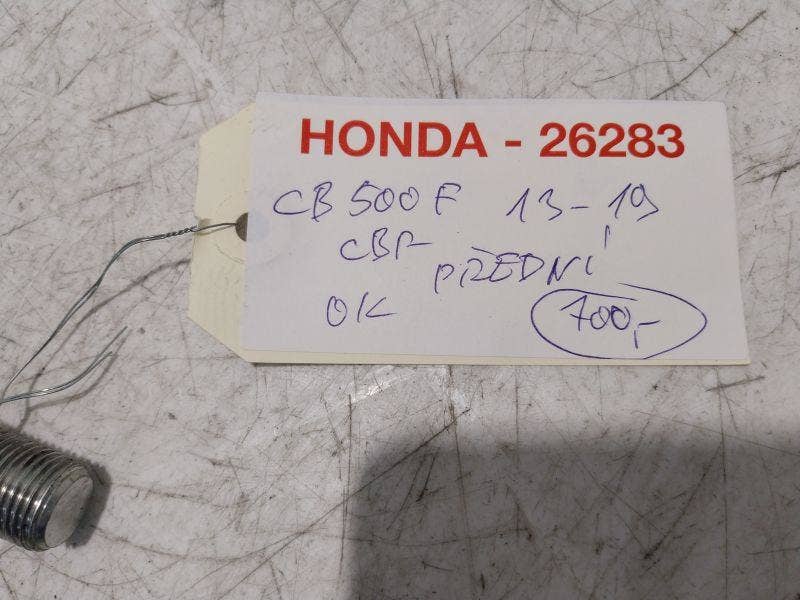 HONDA - 26283
CB 500 F 13-19
CBR
PŘEDNÍ
OK 700,-